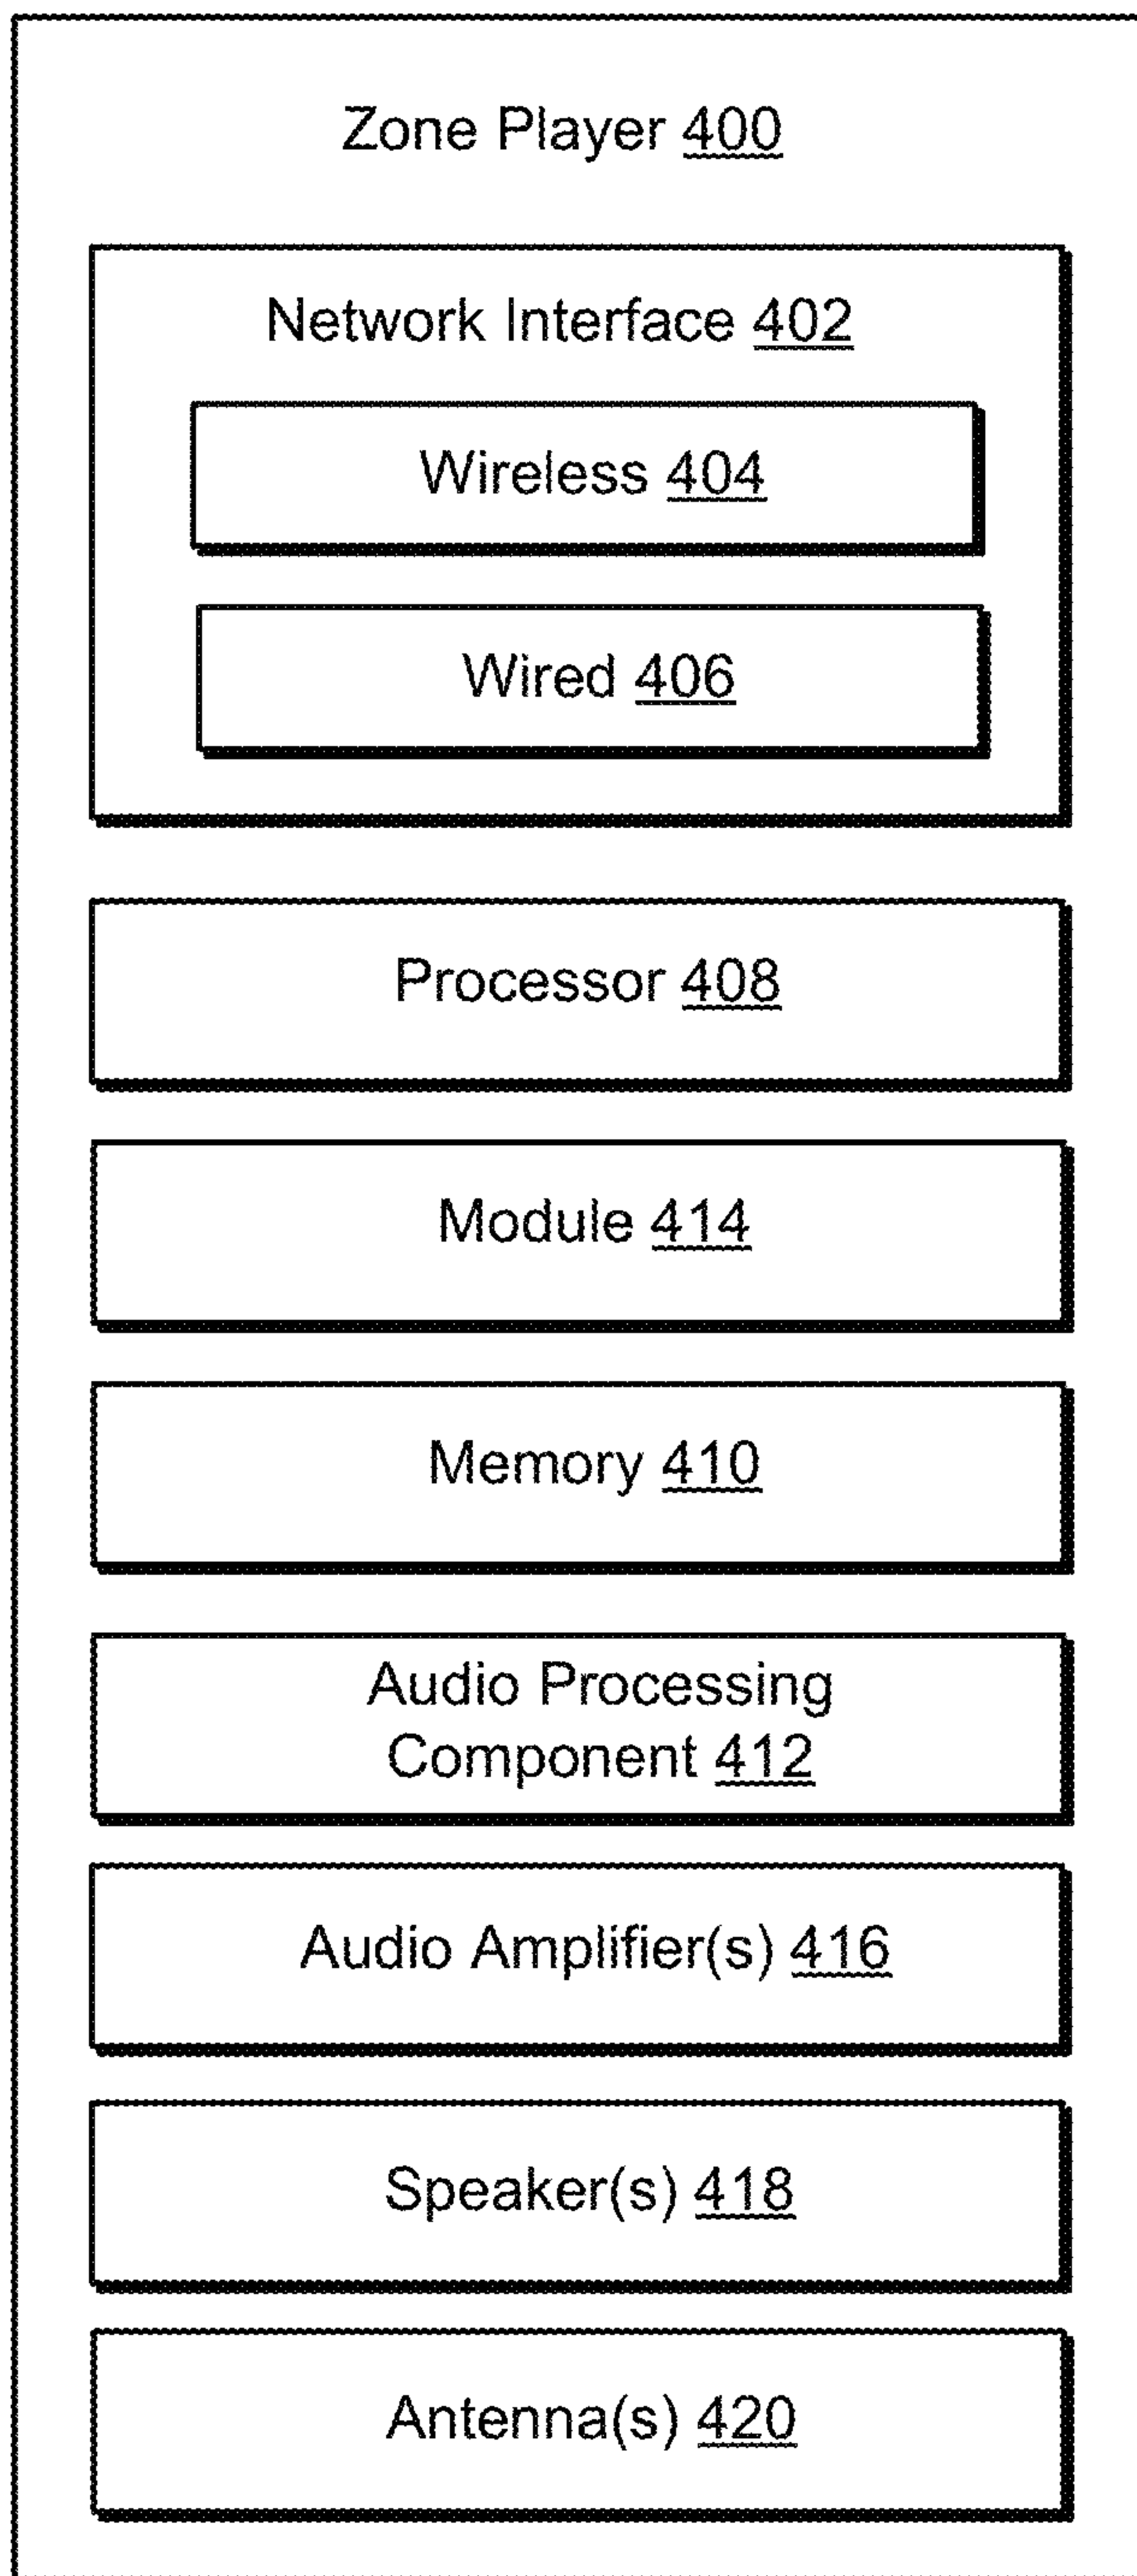 Zone Player 400
Network Interface 402
Wireless 404
Wired 406
Processor 408
Module 414
Memory 410
Audio Processing
Component 412
Audio Amplifier(s) 416
Speaker(s) 418
Antenna(s) 420